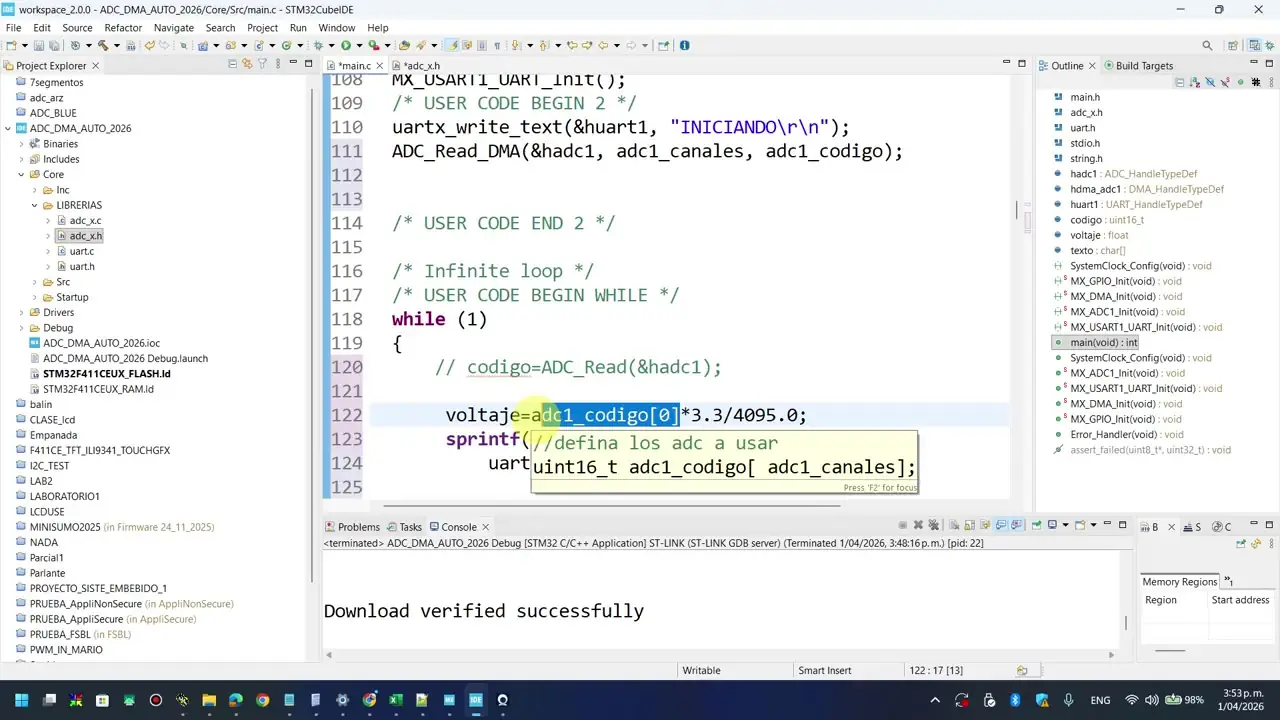 workspace_2.0.0 - ADC_DMA_AUTO_2026/Core/Src/main.c - STM32CubeIDE
File Edit Source Refactor Navigate Search Project Run Window Help
Project Explorer
7segmentos
adc_arz
ADC_BLUE
ADC_DMA_AUTO_2026
Binaries
Includes
Core
Inc
LIBRERIAS
adc_x.c
adc_x.h
uart.c
uart.h
Src
Startup
Drivers
Debug
ADC_DMA_AUTO_2026.ioc
ADC_DMA_AUTO_2026 Debug.launch
STM32F411CEUX_FLASH.ld
STM32F411CEUX_RAM.ld
balin
CLASE_lcd
Empanada
F411CE_TFT_ILI9341_TOUCHGFX
I2C_TEST
LAB2
LABORATORIO1
LCDUSE
MINISUMO2025 (in Firmware 24_11_2025)
NADA
Parcial1
Parlante
PROYECTO_SISTE_EMBEBIDO_1
PRUEBA_AppliNonSecure (in AppliNonSecure)
PRUEBA_AppliSecure (in AppliSecure)
PRUEBA_FSBL (in FSBL)
PWM_IN_MARIO
*main.c *adc_x.h
108 MX_USART1_UART_Init();
109 /* USER CODE BEGIN 2 */
110 uartx_write_text(&huart1, "INICIANDO\r\n");
111 ADC_Read_DMA(&hadc1, adc1_canales, adc1_codigo);
112
113
114 /* USER CODE END 2 */
115
116 /* Infinite loop */
117 /* USER CODE BEGIN WHILE */
118 while (1)
119 {
120 // codigo=ADC_Read(&hadc1);
121
122 voltaje=adc1_codigo[0]*3.3/4095.0;
123 sprintf(
124 uart
125
//defina los adc a usar
uint16_t adc1_codigo[ adc1_canales];
Press 'F2' for focus
Outline Build Targets
main.h
adc_x.h
uart.h
stdio.h
string.h
hadc1 : ADC_HandleTypeDef
hdma_adc1 : DMA_HandleTypeDef
huart1 : UART_HandleTypeDef
codigo : uint16_t
voltaje : float
texto : char[]
SystemClock_Config(void) : void
MX_GPIO_Init(void) : void
MX_DMA_Init(void) : void
MX_ADC1_Init(void) : void
MX_USART1_UART_Init(void) : void
main(void) : int
SystemClock_Config(void) : void
MX_ADC1_Init(void) : void
MX_USART1_UART_Init(void) : void
MX_DMA_Init(void) : void
MX_GPIO_Init(void) : void
Error_Handler(void) : void
assert_failed(uint8_t*, uint32_t) : void
Problems Tasks Console
<terminated> ADC_DMA_AUTO_2026 Debug [STM32 C/C++ Application] ST-LINK (ST-LINK GDB server) (Terminated 1/04/2026, 3:48:16 p. m.) [pid: 22]
Download verified successfully
B S C
Memory Regions
Region Start address
Writable Smart Insert 122 : 17 [13]
ENG 98% 3:53 p. m.
1/04/2026